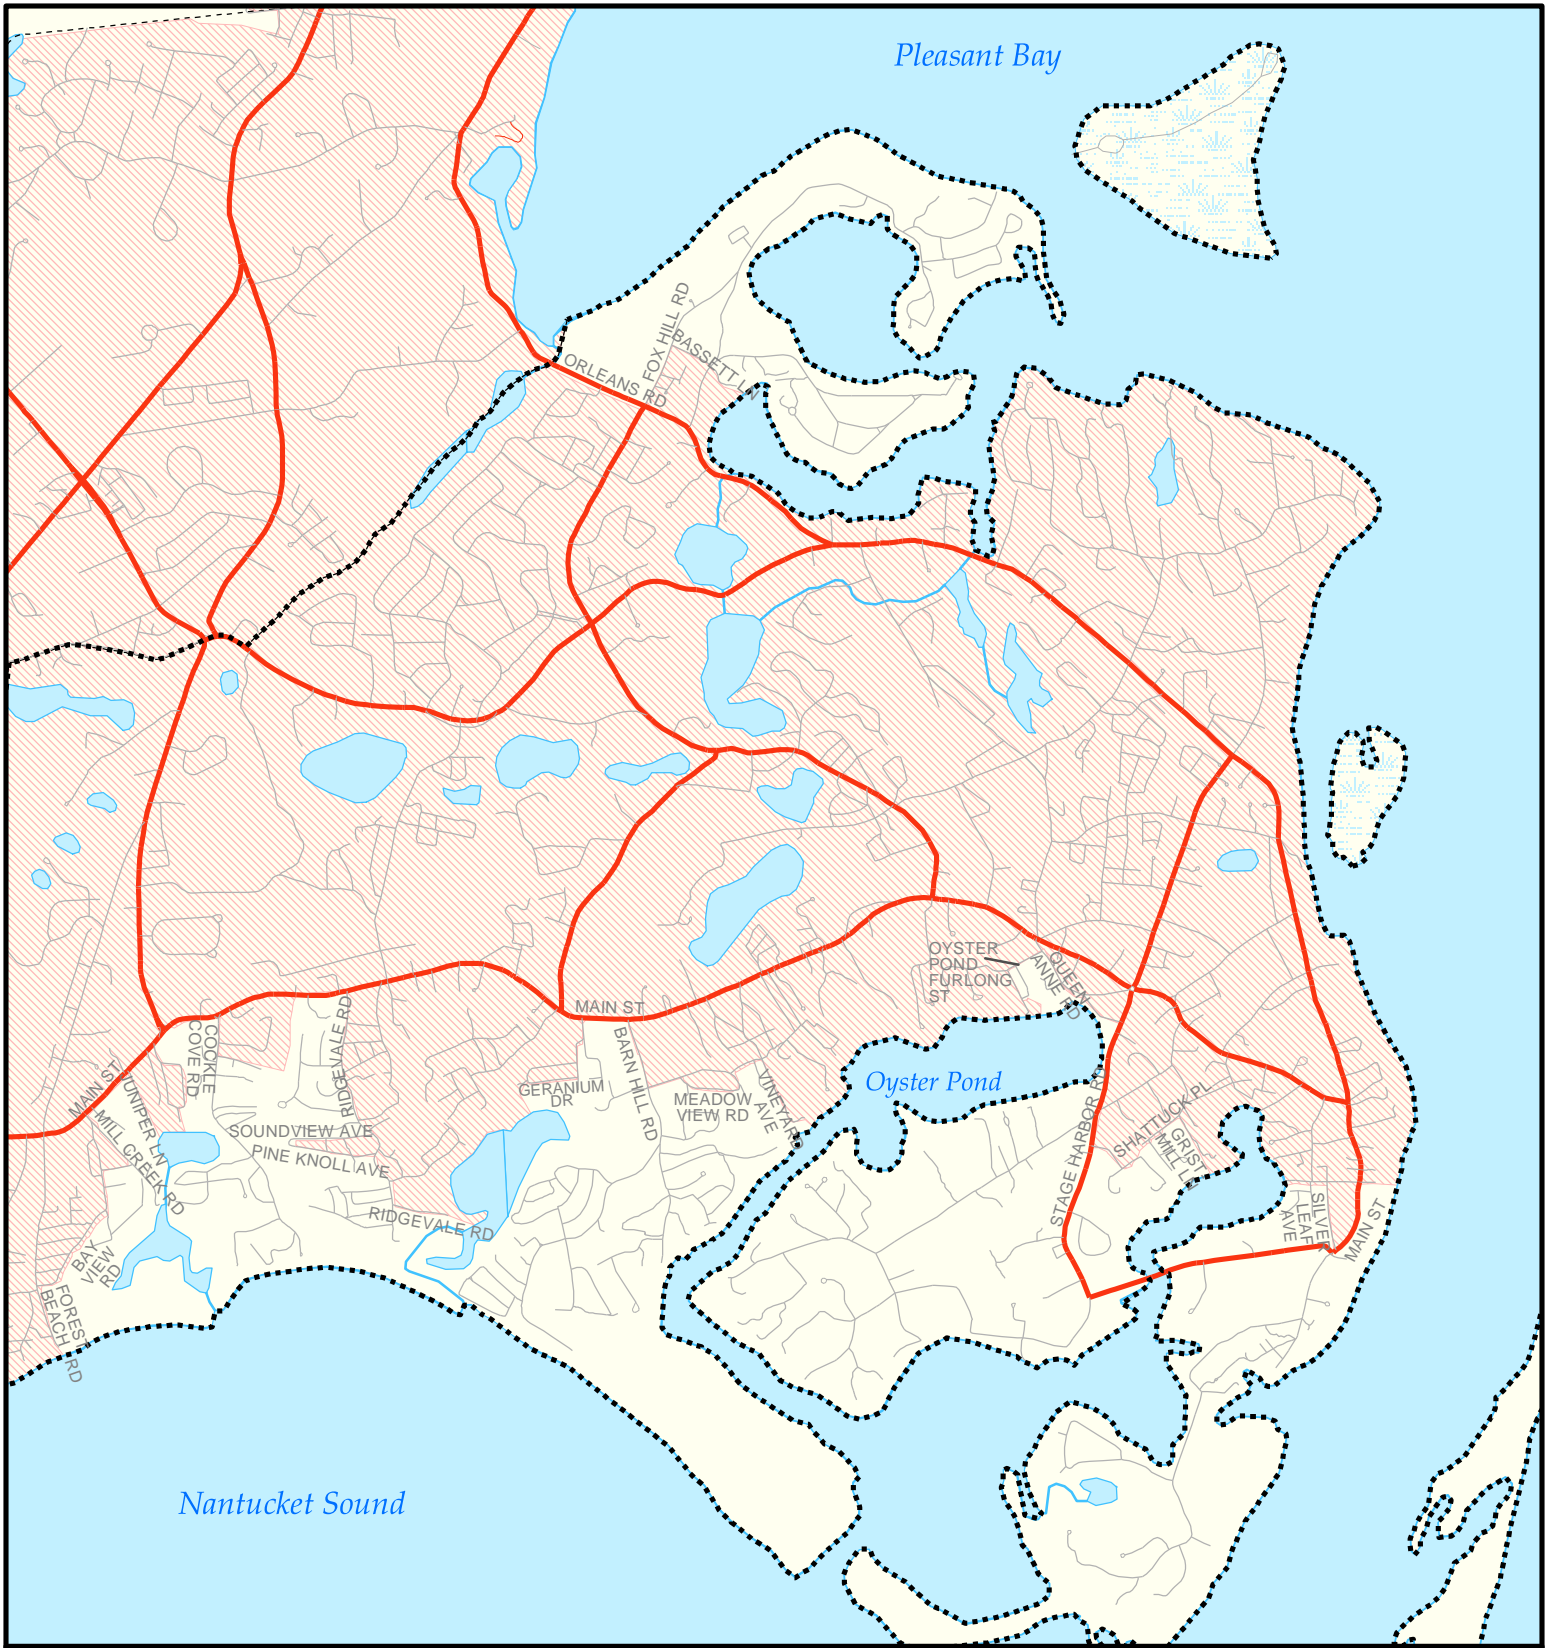 Pleasant Bay
FOX HILL RD
BASSETT LN
ORLEANS RD
OYSTER
POND
FURLONG
ST
QUEEN
ANNE RD
MAIN ST
RIDGEVALE RD
COCKLE
COVE RD
BARN HILL RD
Oyster Pond
MAIN ST
JUNIPER LN
GERANIUM
DR
MEADOW
VIEW RD
VINEYARD
AVE
STAGE HARBOR RD
SHATTUCK PL
MILL CREEK RD
SOUNDVIEW AVE
PINE KNOLL AVE
GRIST
MILL LN
RIDGEVALE RD
SILVER
LEAF
AVE
MAIN ST
BAY
VIEW
RD
FOREST
BEACH RD
Nantucket Sound